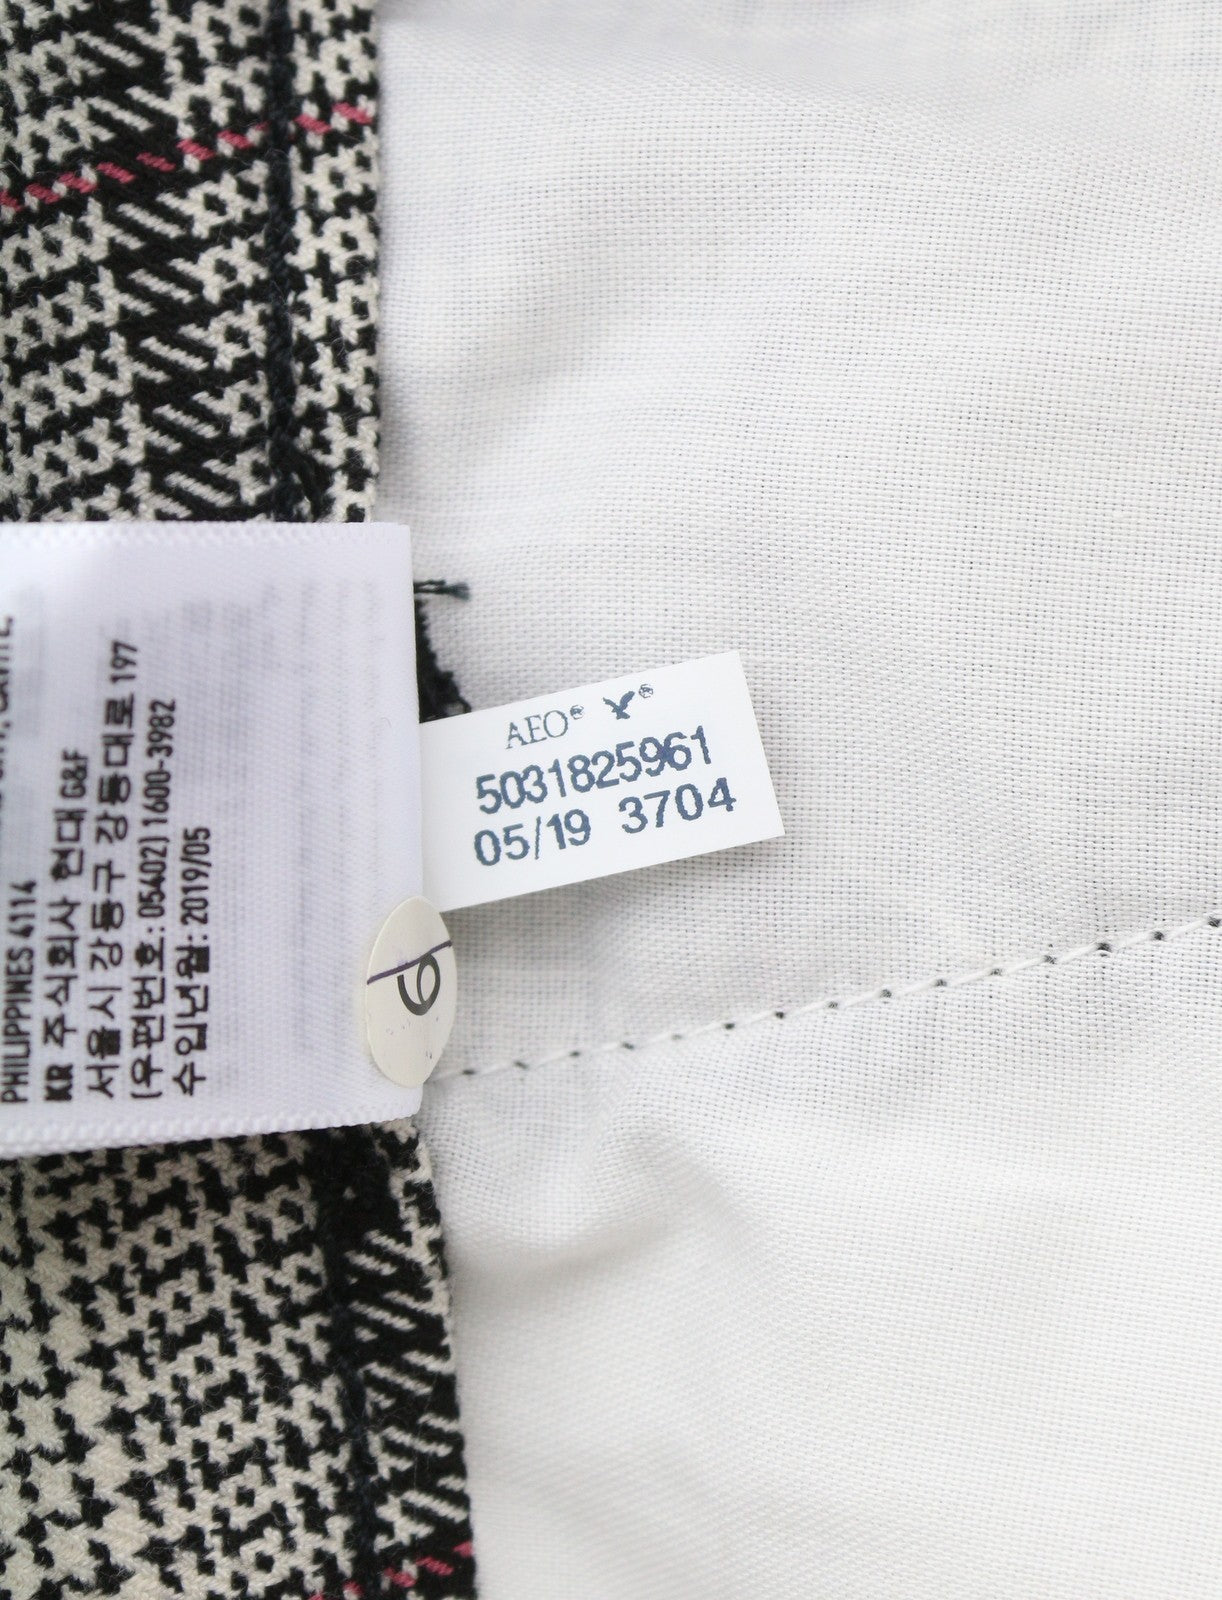 PHILIPPINES 4114
KR 주식회사 현대 G&F
서울시 강동구 강동대로 197
(우편번호: 05402) 1600-3982
수입년월: 2019/05
AEO®
5031825961
05/19 3704
6